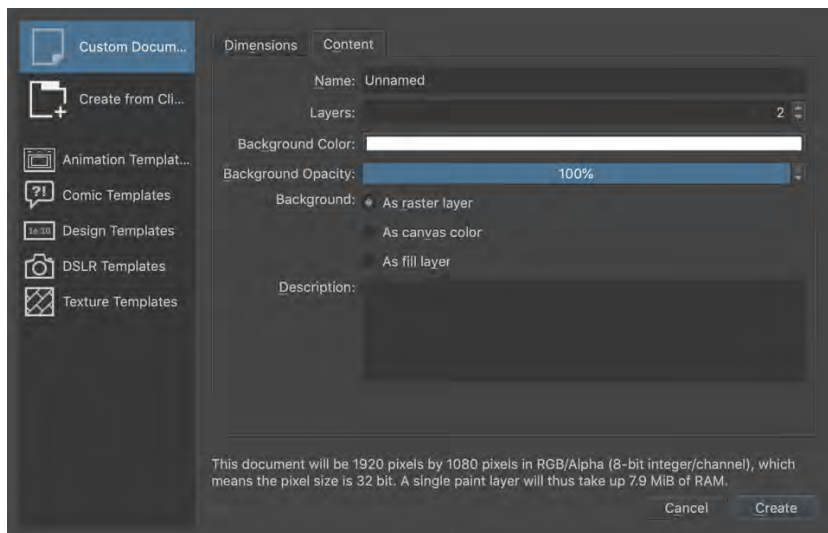 Custom Docum...
Create from Cli...
Animation Templat...
?!
Comic Templates
16:10
Design Templates
DSLR Templates
Texture Templates
Dimensions Content
Name: Unnamed
Layers: 2
Background Color:
Background Opacity: 100%
Background: As raster layer
As canvas color
As fill layer
Description:
This document will be 1920 pixels by 1080 pixels in RGB/Alpha (8-bit integer/channel), which
means the pixel size is 32 bit. A single paint layer will thus take up 7.9 MiB of RAM.
Cancel Create